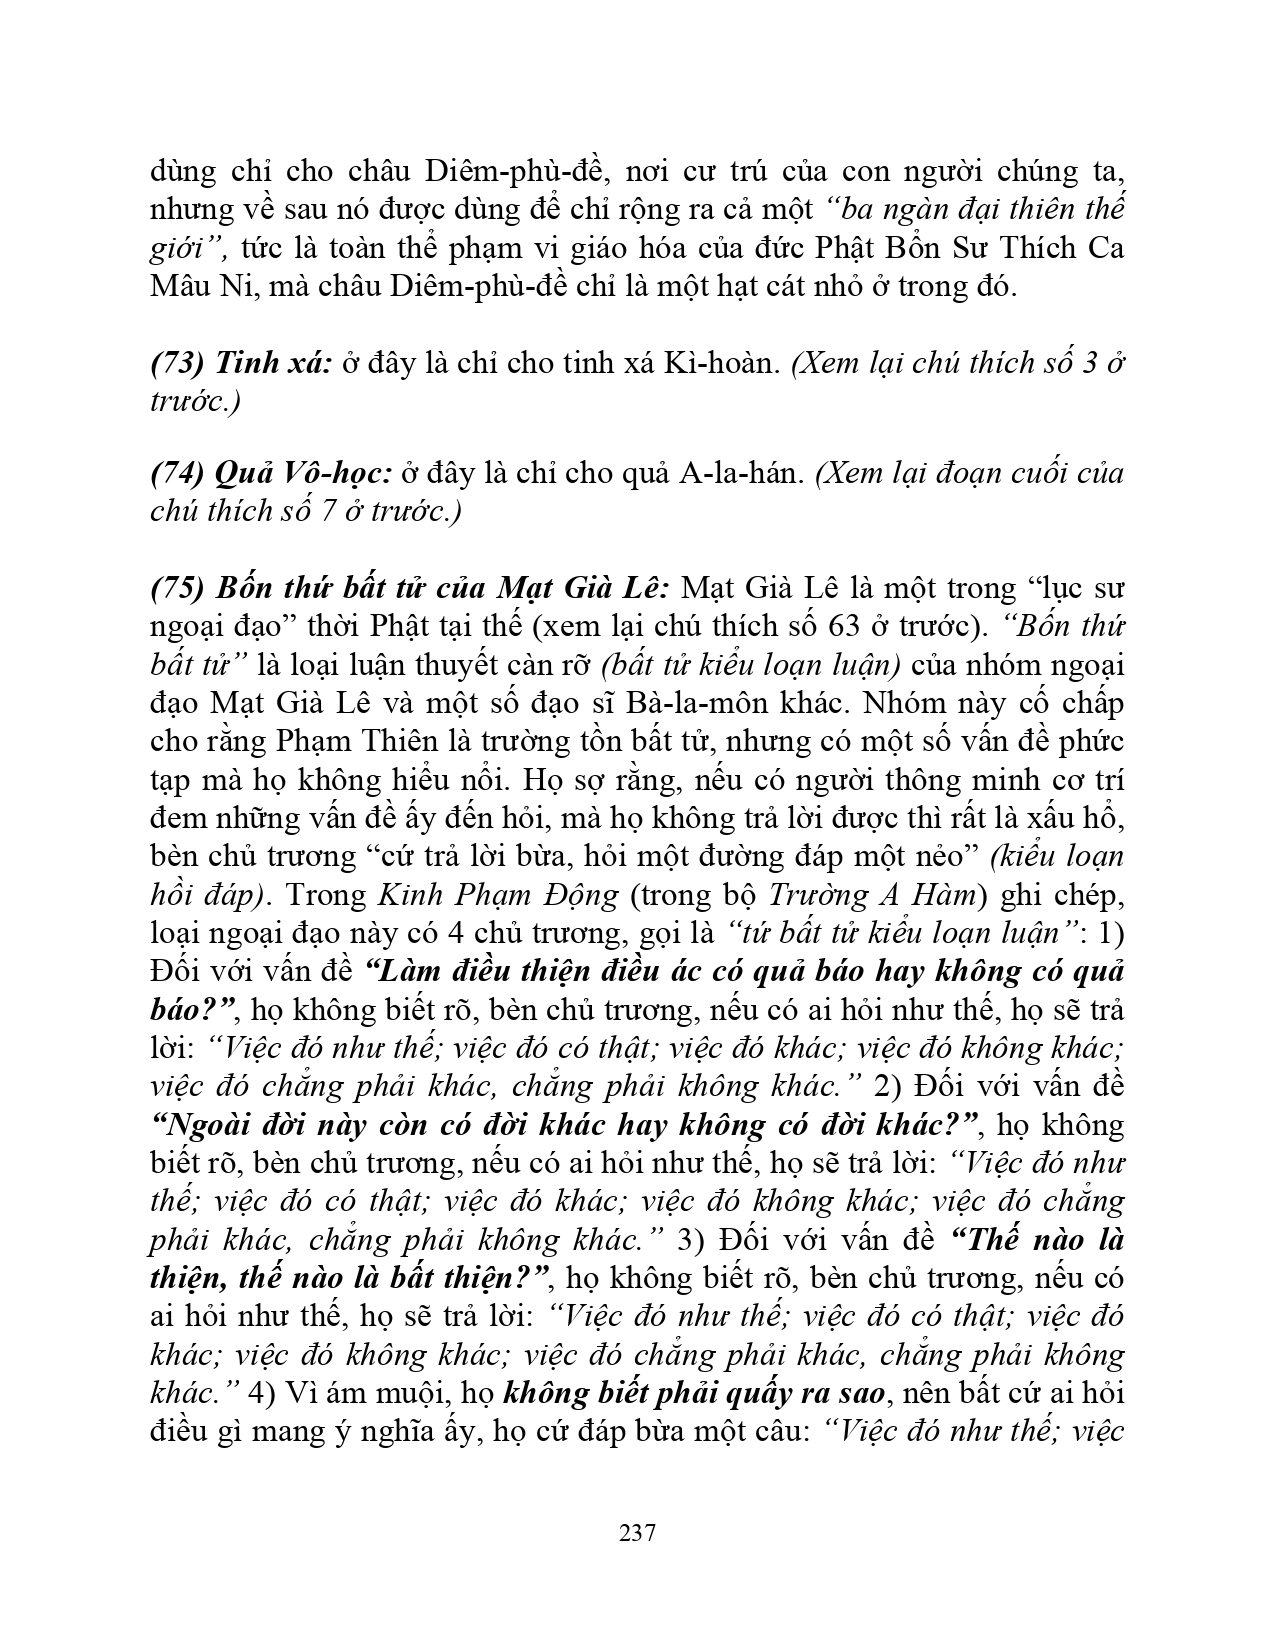 dùng chỉ cho châu Diêm-phù-đề, nơi cư trú của con người chúng ta,
nhưng về sau nó được dùng để chỉ rộng ra cả một “ba ngàn đại thiên thế
giới”, tức là toàn thể phạm vi giáo hóa của đức Phật Bổn Sư Thích Ca
Mâu Ni, mà châu Diêm-phù-đề chỉ là một hạt cát nhỏ ở trong đó.
(73) Tinh xá: ở đây là chỉ cho tinh xá Kì-hoàn. (Xem lại chú thích số 3 ở
trước.)
(74) Quả Vô-học: ở đây là chỉ cho quả A-la-hán. (Xem lại đoạn cuối của
chú thích số 7 ở trước.)
(75) Bốn thứ bất tử của Mạt Già Lê: Mạt Già Lê là một trong “lục sư
ngoại đạo” thời Phật tại thế (xem lại chú thích số 63 ở trước). “Bốn thứ
bất tử” là loại luận thuyết càn rỡ (bất tử kiểu loạn luận) của nhóm ngoại
đạo Mạt Già Lê và một số đạo sĩ Bà-la-môn khác. Nhóm này cố chấp
cho rằng Phạm Thiên là trường tồn bất tử, nhưng có một số vấn đề phức
tạp mà họ không hiểu nổi. Họ sợ rằng, nếu có người thông minh cơ trí
đem những vấn đề ấy đến hỏi, mà họ không trả lời được thì rất là xấu hổ,
bèn chủ trương “cứ trả lời bừa, hỏi một đường đáp một nẻo” (kiểu loạn
hồi đáp). Trong Kinh Phạm Động (trong bộ Trường A Hàm) ghi chép,
loại ngoại đạo này có 4 chủ trương, gọi là “tứ bất tử kiểu loạn luận”: 1)
Đối với vấn đề “Làm điều thiện điều ác có quả báo hay không có quả
báo?”, họ không biết rõ, bèn chủ trương, nếu có ai hỏi như thế, họ sẽ trả
lời: “Việc đó như thế; việc đó có thật; việc đó khác; việc đó không khác;
việc đó chẳng phải khác, chẳng phải không khác.” 2) Đối với vấn đề
“Ngoài đời này còn có đời khác hay không có đời khác?”, họ không
biết rõ, bèn chủ trương, nếu có ai hỏi như thế, họ sẽ trả lời: “Việc đó như
thế; việc đó có thật; việc đó khác; việc đó không khác; việc đó chẳng
phải khác, chẳng phải không khác.” 3) Đối với vấn đề “Thế nào là
thiện, thế nào là bất thiện?”, họ không biết rõ, bèn chủ trương, nếu có
ai hỏi như thế, họ sẽ trả lời: “Việc đó như thế; việc đó có thật; việc đó
khác; việc đó không khác; việc đó chẳng phải khác, chẳng phải không
khác.” 4) Vì ám muội, họ không biết phải quấy ra sao, nên bất cứ ai hỏi
điều gì mang ý nghĩa ấy, họ cứ đáp bừa một câu: “Việc đó như thế; việc
237